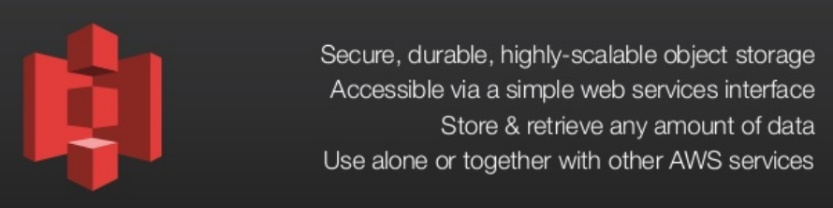 Secure, durable, highly-scalable object storage
Accessible via a simple web services interface
Store & retrieve any amount of data
Use alone or together with other AWS services